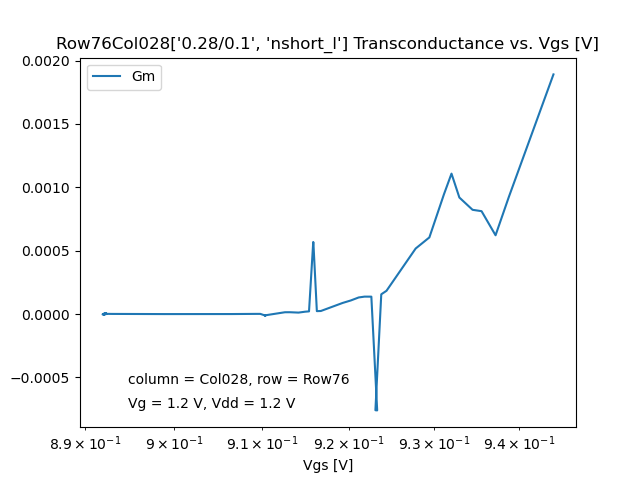 Row76Col028['0.28/0.1', 'nshort_l'] Transconductance vs. Vgs [V]
Gm
0.0020
0.0015
0.0010
0.0005
0.0000
−0.0005
column = Col028, row = Row76
Vg = 1.2 V, Vdd = 1.2 V
8.9 × 10⁻¹ 9 × 10⁻¹ 9.1 × 10⁻¹ 9.2 × 10⁻¹ 9.3 × 10⁻¹ 9.4 × 10⁻¹
Vgs [V]